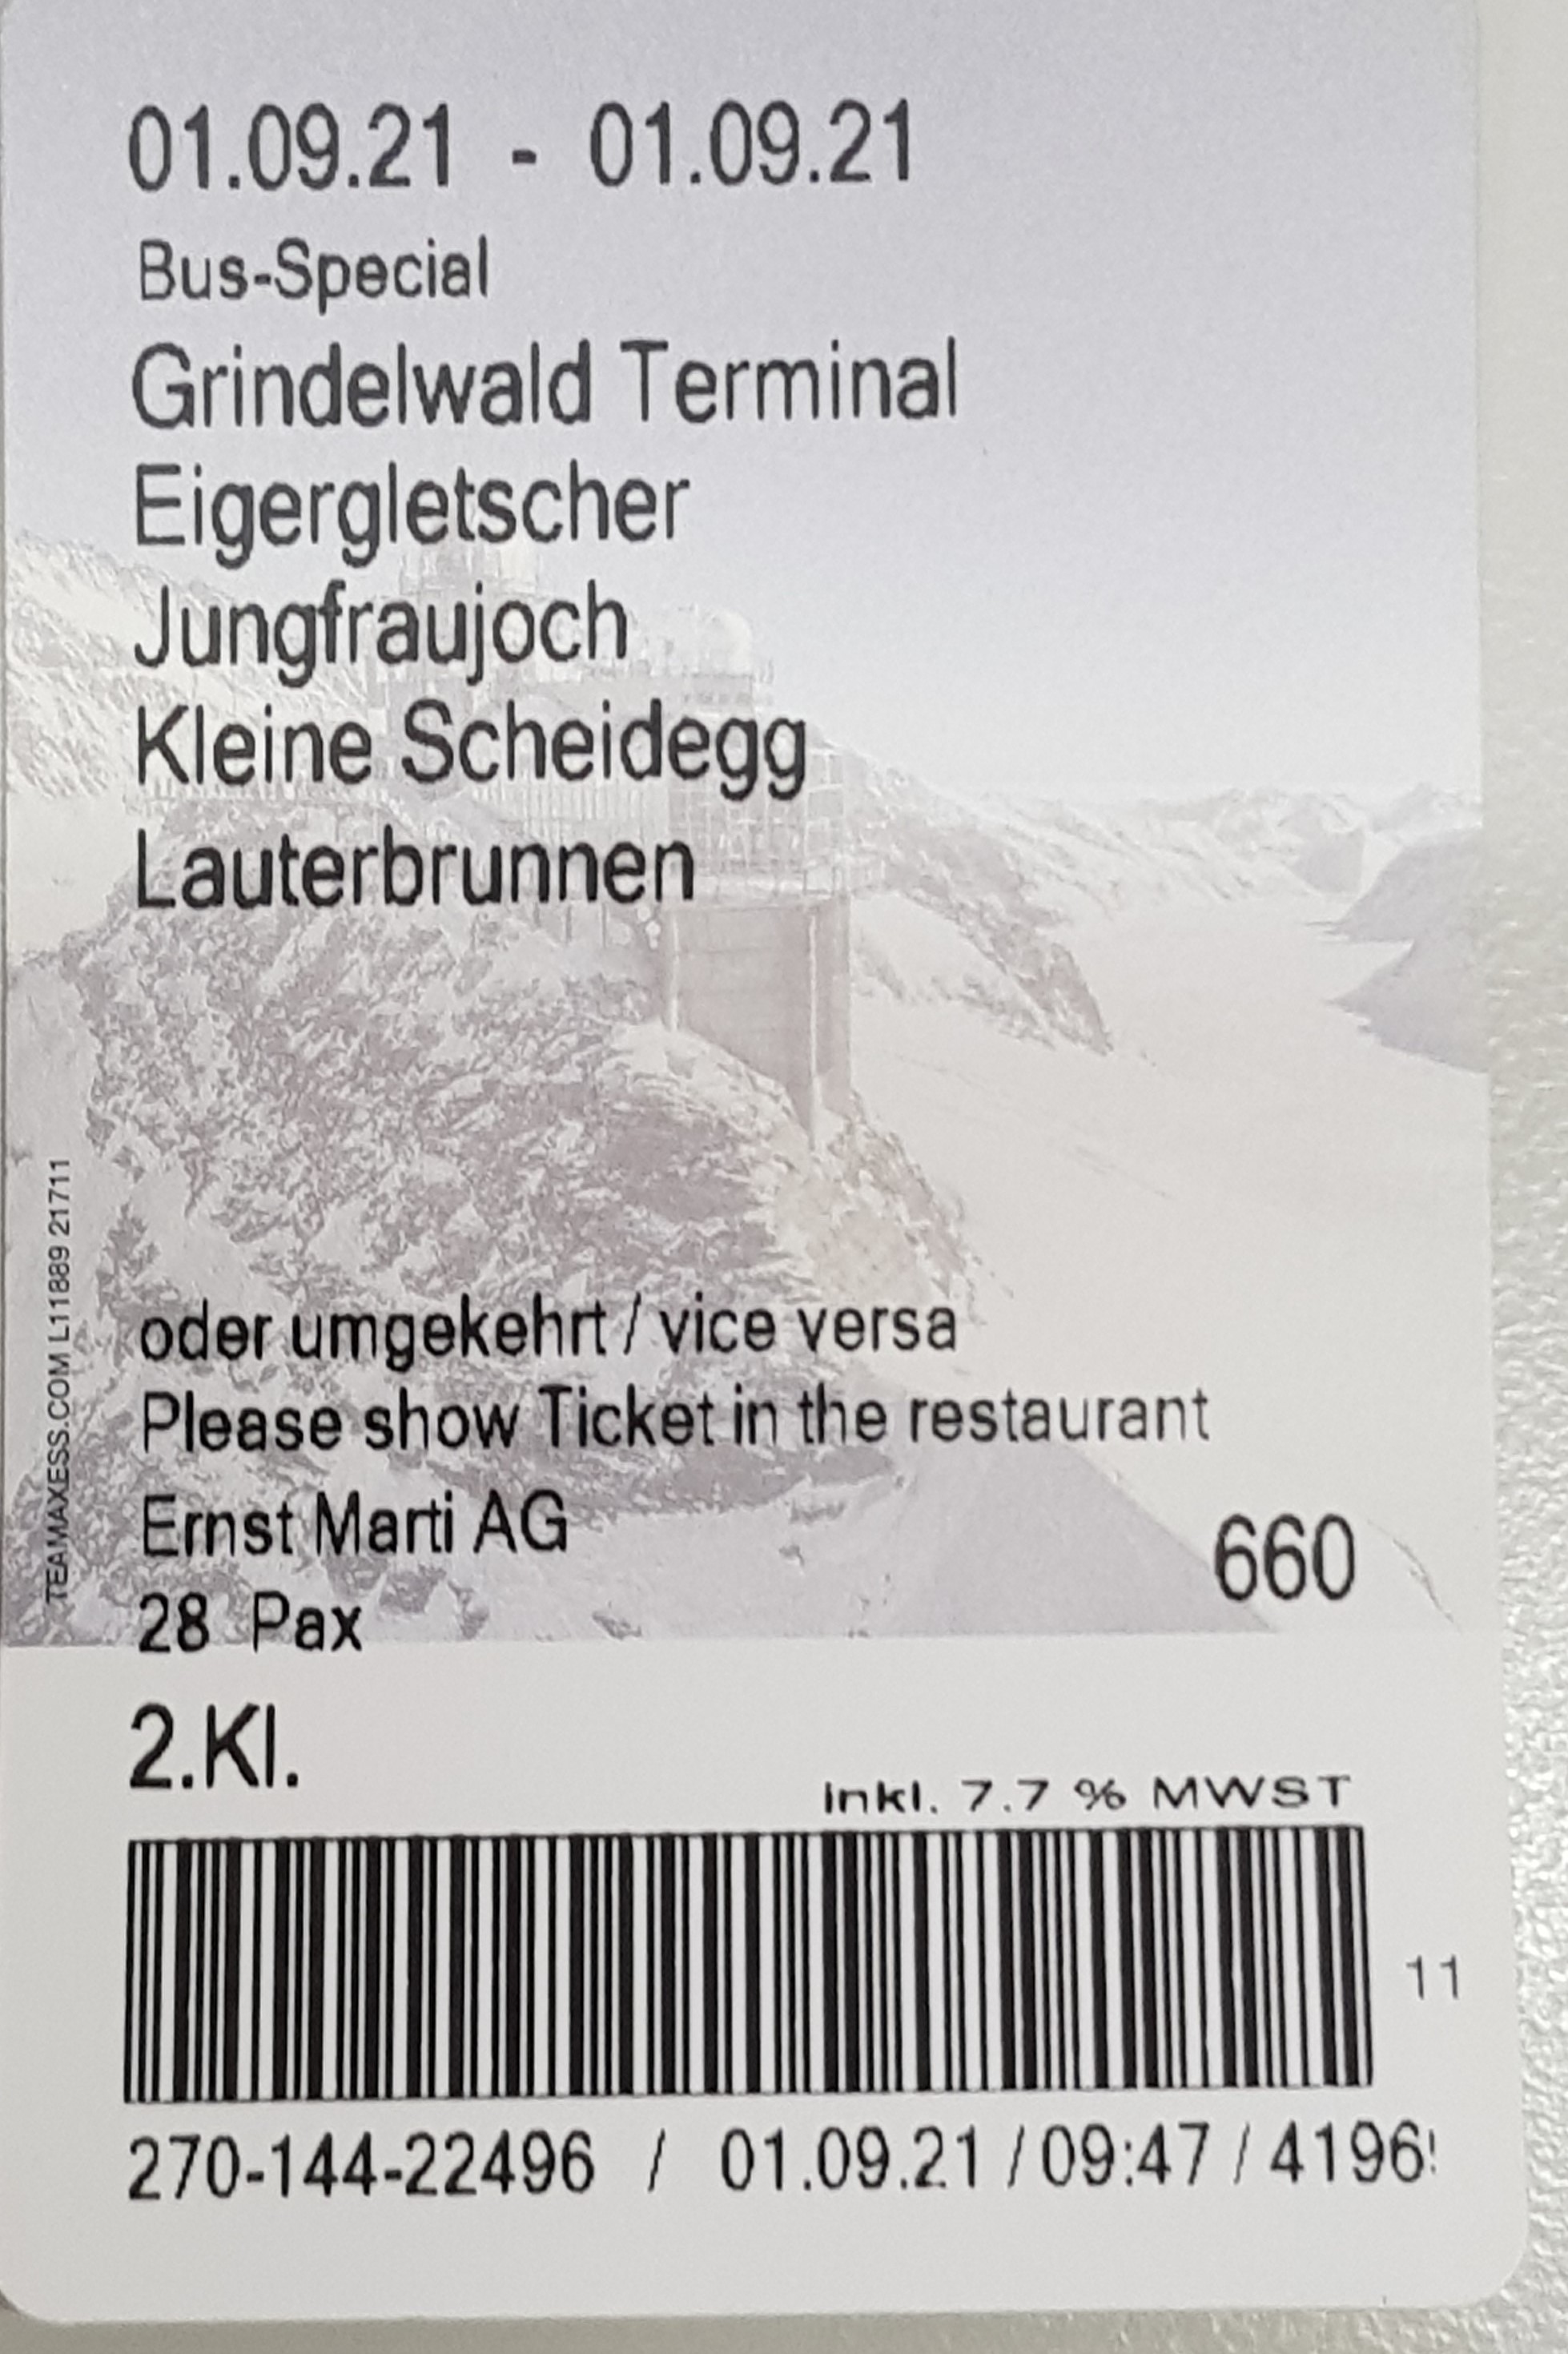 01.09.21 - 01.09.21
Bus-Special
Grindelwald Terminal
Eigergletscher
Jungfraujoch
Kleine Scheidegg
Lauterbrunnen
TEAMAXESS.COM L11889 21711
oder umgekehrt / vice versa
Please show Ticket in the restaurant
Ernst Marti AG
660
28 Pax
2.Kl.
Inkl. 7.7 % MWST
11
270-144-22496 / 01.09.21 / 09:47 /